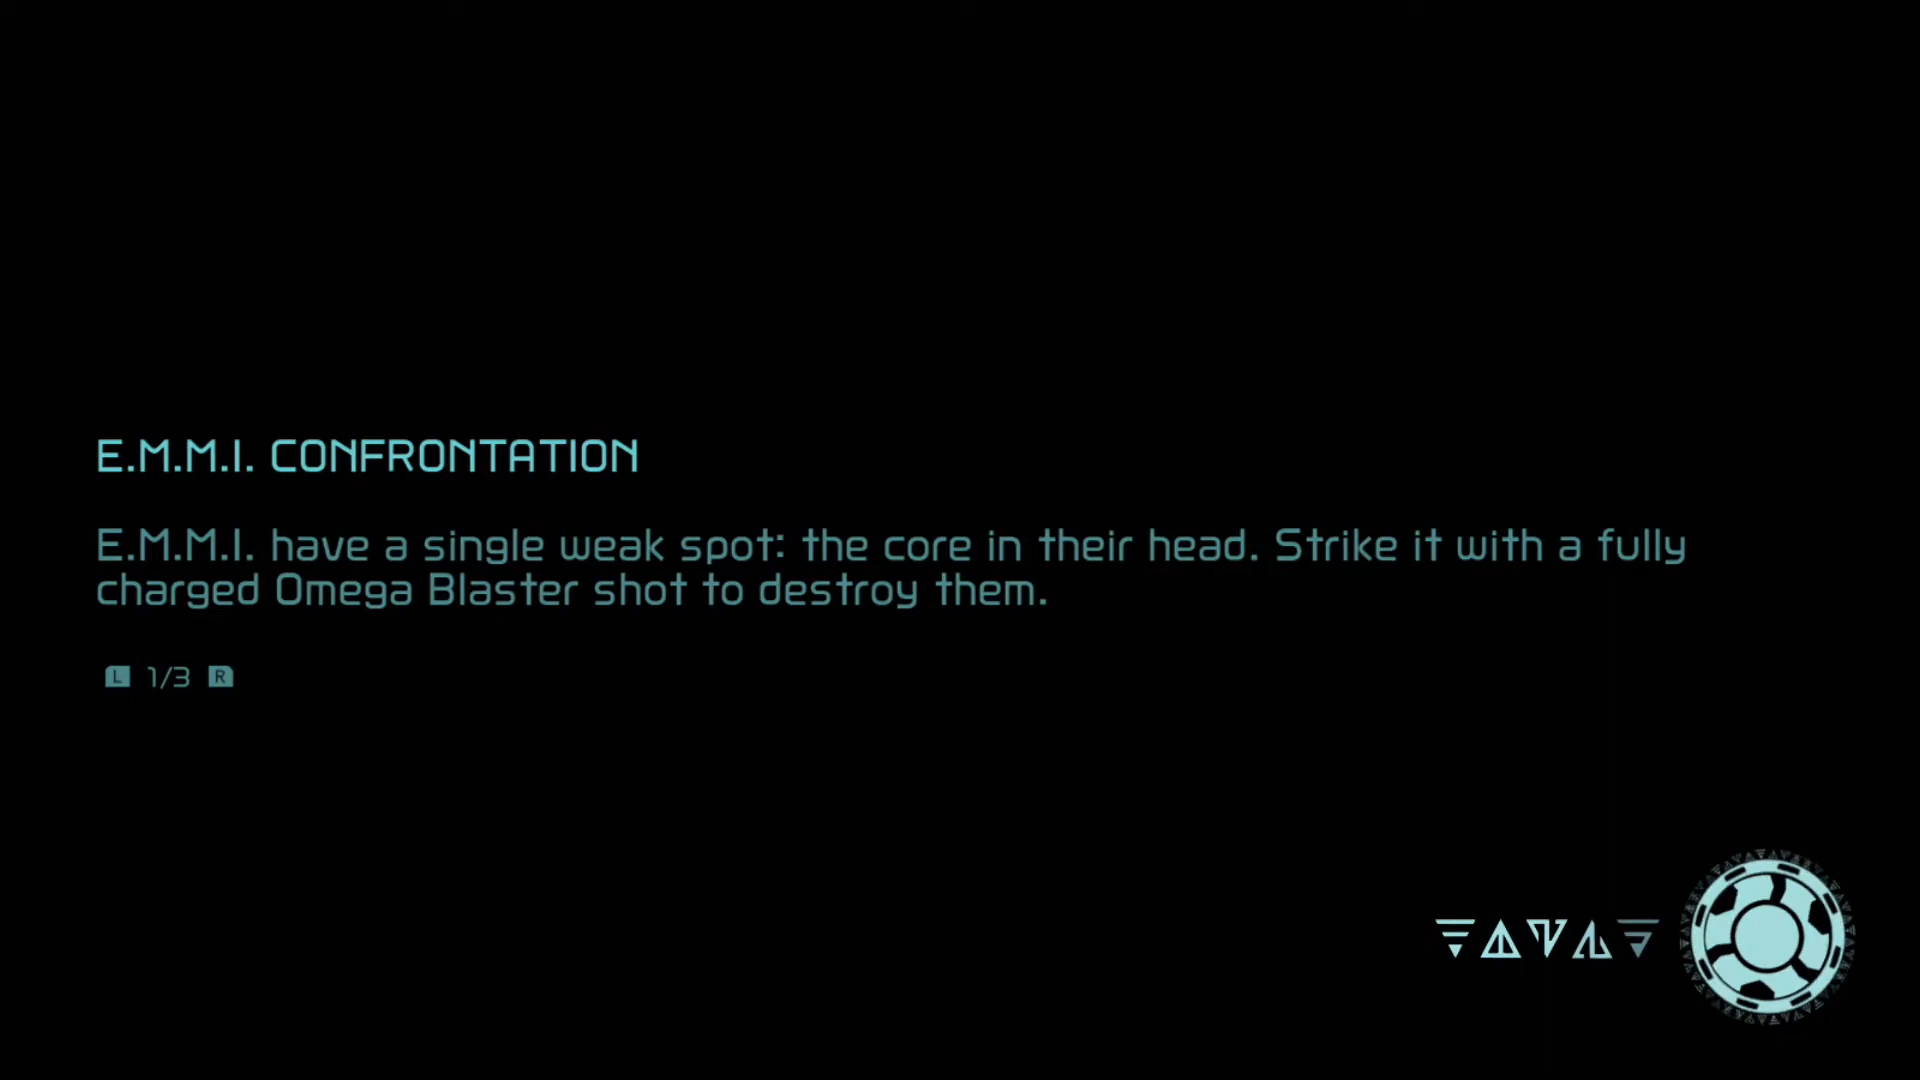 E.M.M.I. CONFRONTATION
E.M.M.I. have a single weak spot: the core in their head. Strike it with a fully
charged Omega Blaster shot to destroy them.
L 1/3 R